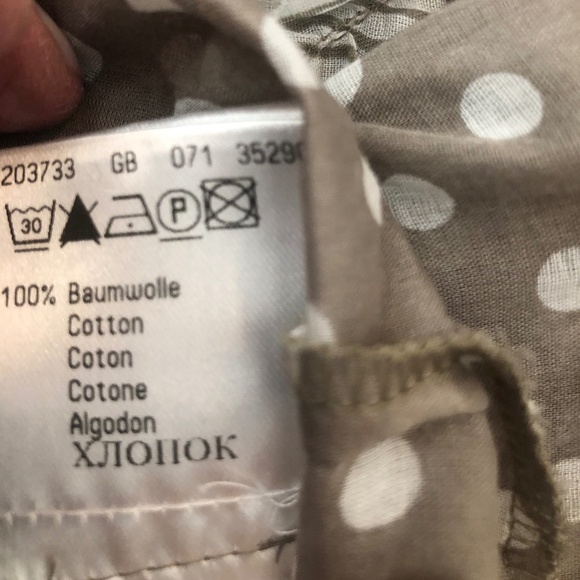 203733 GB 071 35290
30 P
100% Baumwolle
Cotton
Coton
Cotone
Algodon
ХЛОПОК